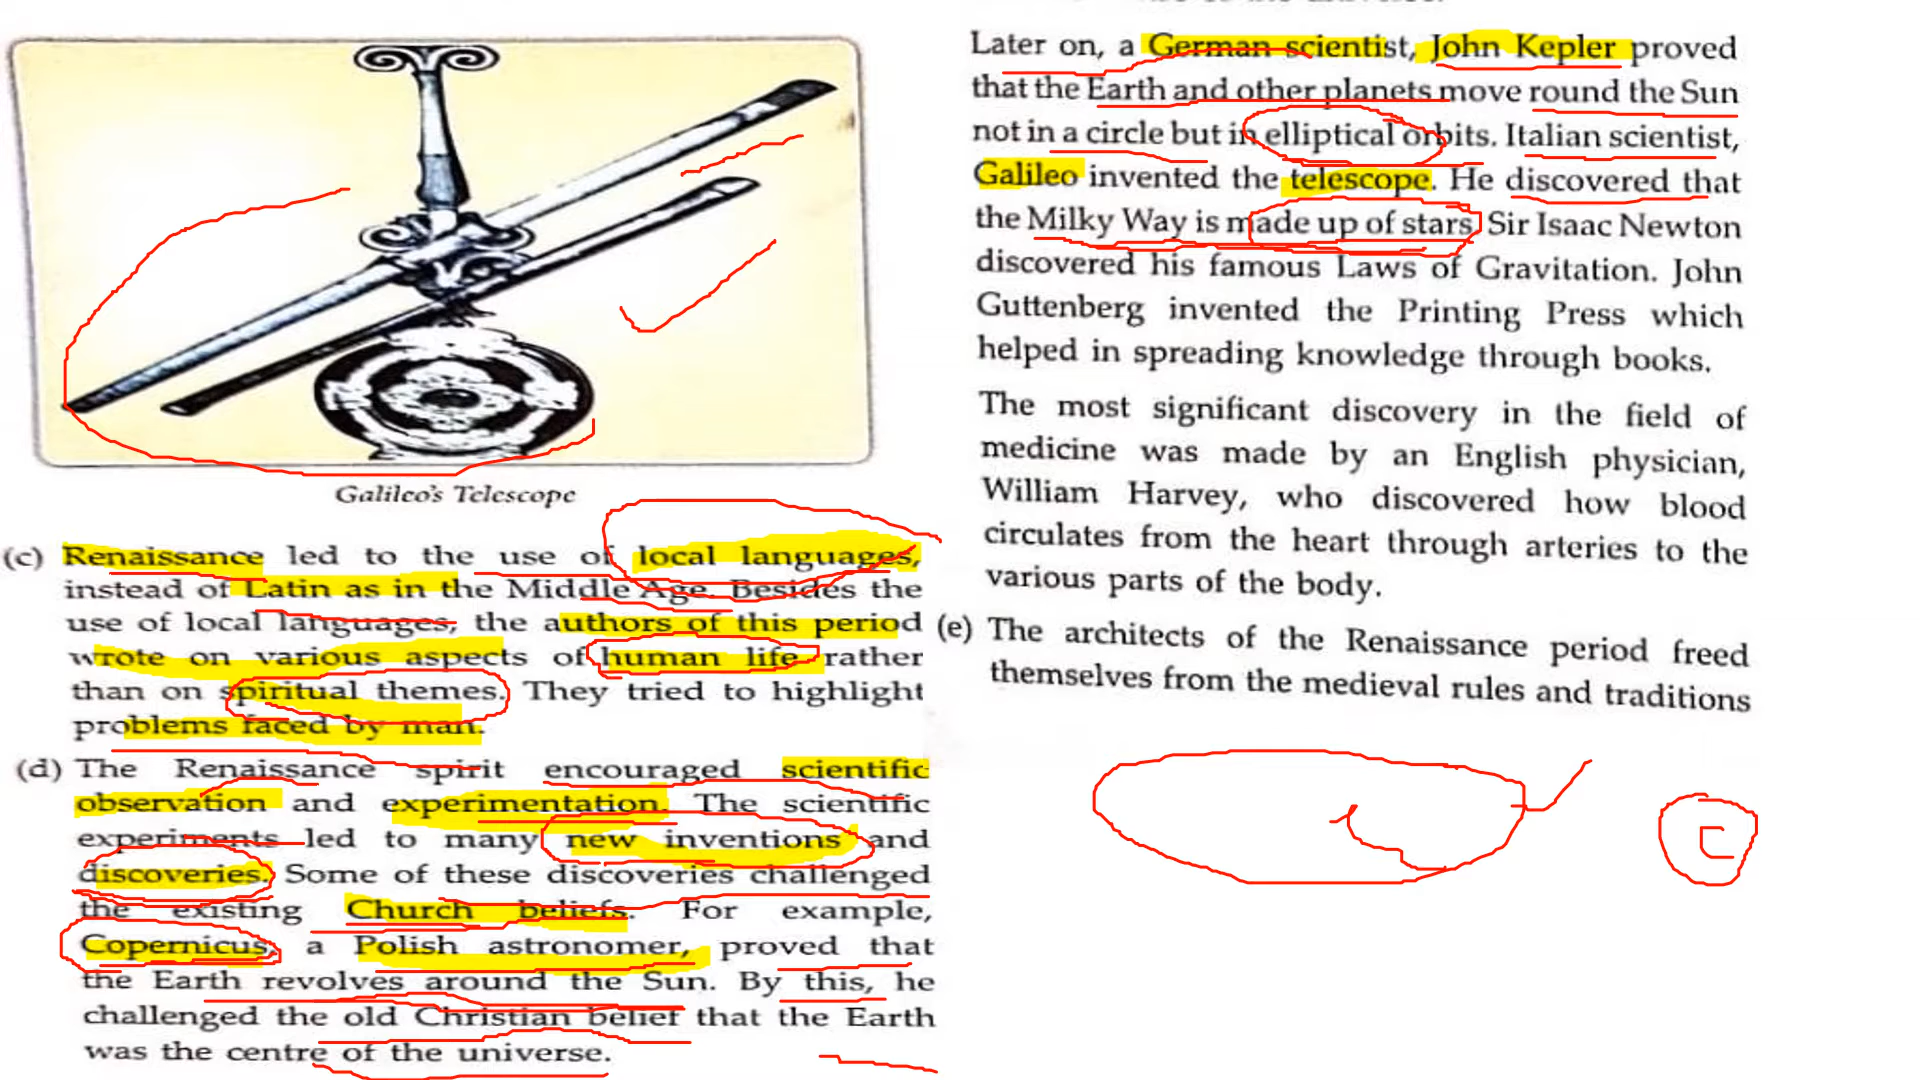 Galileo's Telescope
(c) Renaissance led to the use of local languages,
instead of Latin as in the Middle Age. Besides the
use of local languages, the authors of this period
wrote on various aspects of human life rather
than on spiritual themes. They tried to highlight
problems faced by man.
(d) The Renaissance spirit encouraged scientific
observation and experimentation. The scientific
experiments led to many new inventions and
discoveries. Some of these discoveries challenged
the existing Church beliefs. For example,
Copernicus, a Polish astronomer, proved that
the Earth revolves around the Sun. By this, he
challenged the old Christian belief that the Earth
was the centre of the universe.
Later on, a German scientist, John Kepler proved
that the Earth and other planets move round the Sun
not in a circle but in elliptical orbits. Italian scientist,
Galileo invented the telescope. He discovered that
the Milky Way is made up of stars. Sir Isaac Newton
discovered his famous Laws of Gravitation. John
Guttenberg invented the Printing Press which
helped in spreading knowledge through books.
The most significant discovery in the field of
medicine was made by an English physician,
William Harvey, who discovered how blood
circulates from the heart through arteries to the
various parts of the body.
(e) The architects of the Renaissance period freed
themselves from the medieval rules and traditions